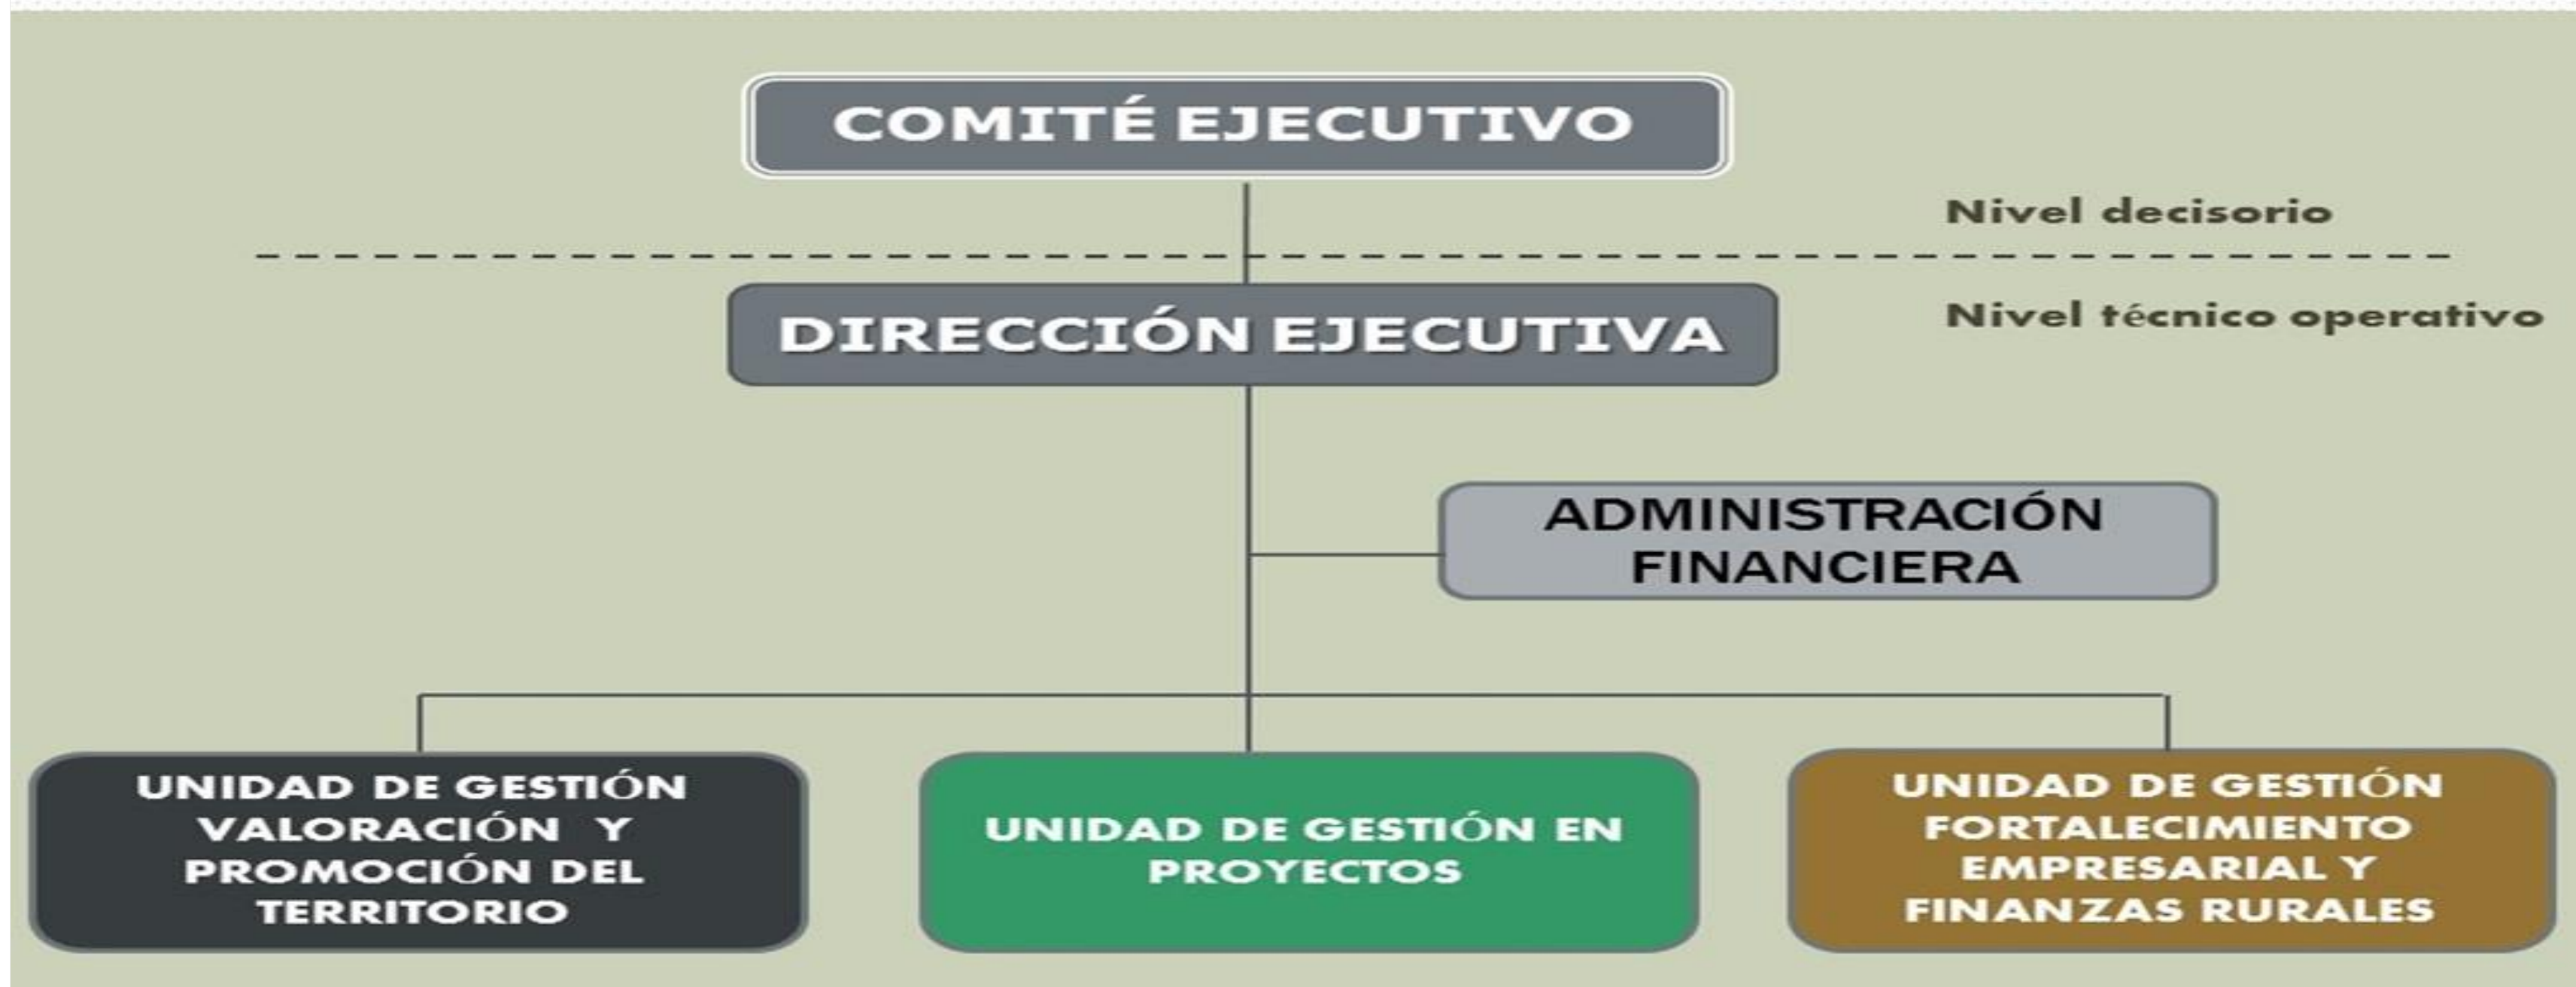 COMITÉ EJECUTIVO
Nivel decisorio
DIRECCIÓN EJECUTIVA
Nivel técnico operativo
ADMINISTRACIÓN
FINANCIERA
UNIDAD DE GESTIÓN
VALORACIÓN Y
PROMOCIÓN DEL
TERRITORIO
UNIDAD DE GESTIÓN EN
PROYECTOS
UNIDAD DE GESTIÓN
FORTALECIMIENTO
EMPRESARIAL Y
FINANZAS RURALES